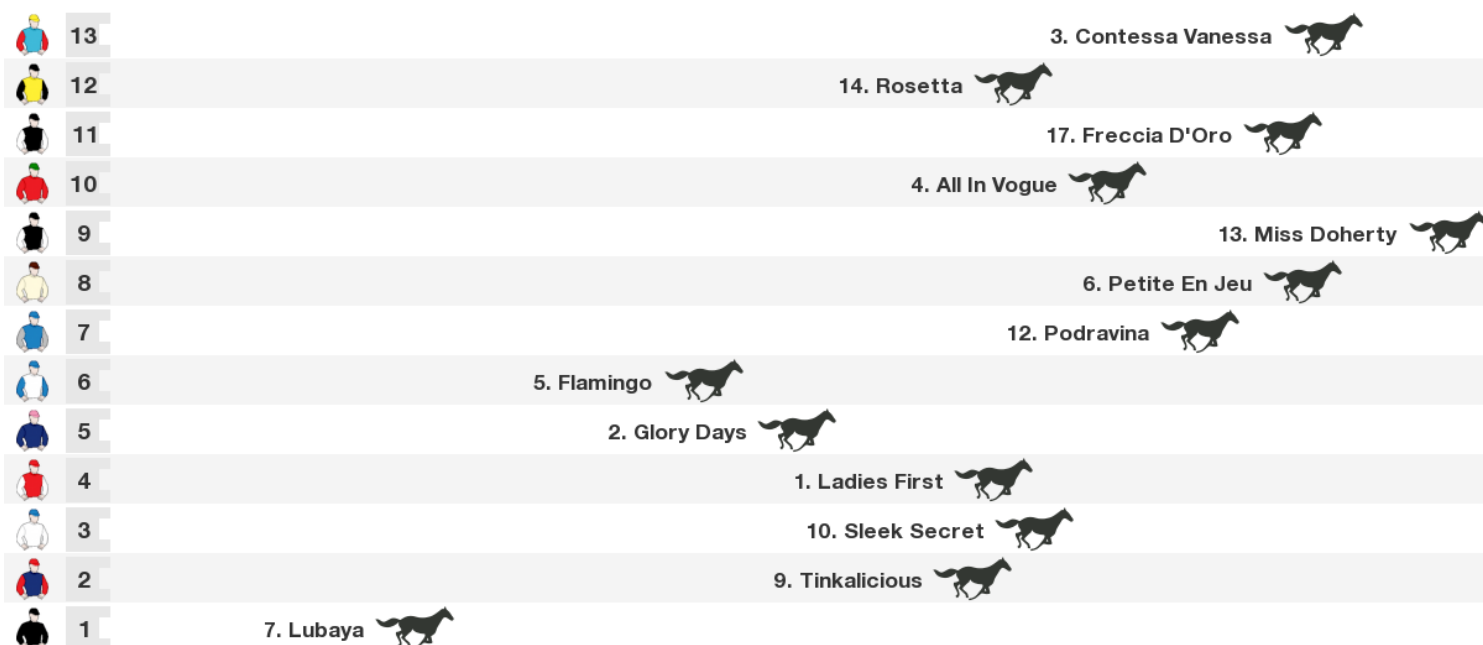 13 3. Contessa Vanessa
12 14. Rosetta
11 17. Freccia D'Oro
10 4. All In Vogue
9 13. Miss Doherty
8 6. Petite En Jeu
7 12. Podravina
6 5. Flamingo
5 2. Glory Days
4 1. Ladies First
3 10. Sleek Secret
2 9. Tinkalicious
1 7. Lubaya